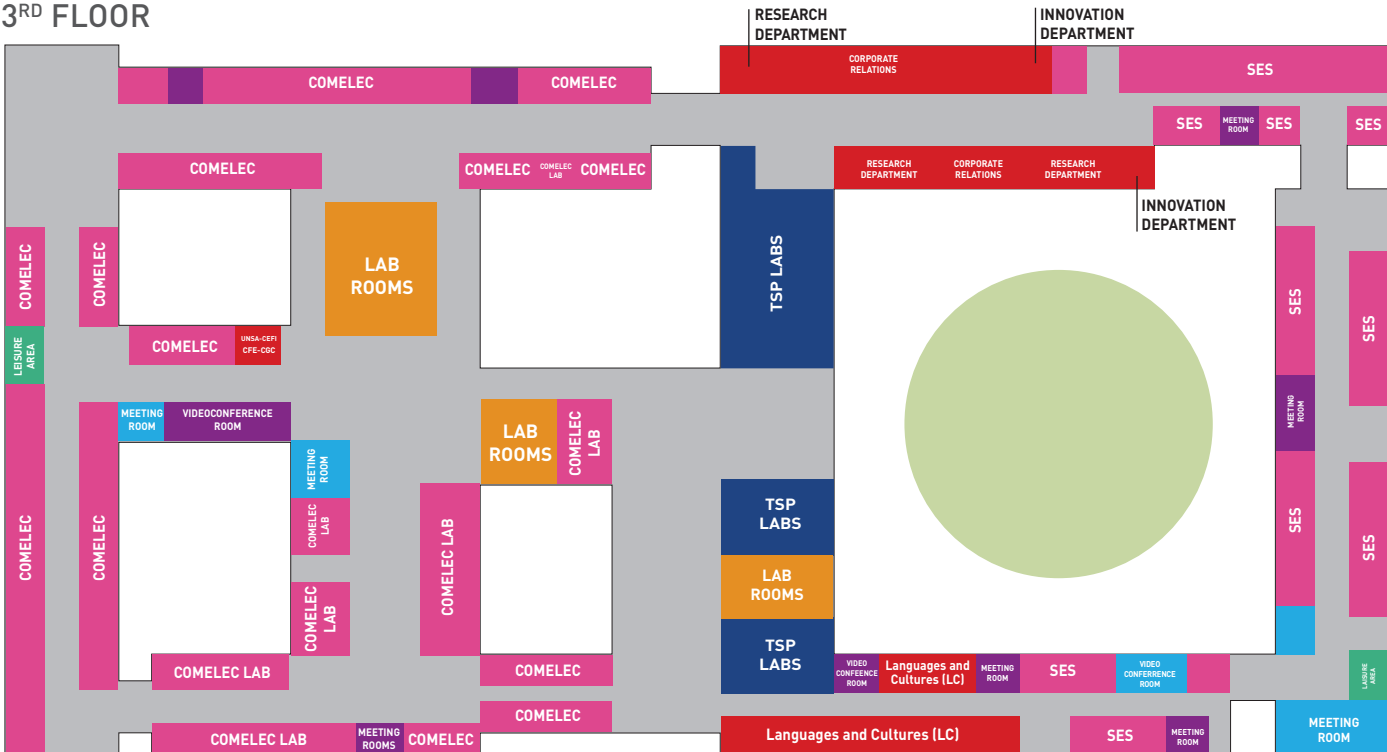 3RD FLOOR
RESEARCH
DEPARTMENT
INNOVATION
DEPARTMENT
CORPORATE
RELATIONS
SES
COMELEC
COMELEC
SES
MEETING
ROOM
SES
SES
COMELEC
COMELEC
COMELEC
LAB
COMELEC
RESEARCH
DEPARTMENT
CORPORATE
RELATIONS
RESEARCH
DEPARTMENT
INNOVATION
DEPARTMENT
COMELEC
COMELEC
LAB
ROOMS
TSP LABS
SES
SES
LEISURE
AREA
COMELEC
UNSA-CEFI
CFE-CGC
MEETING
ROOM
VIDEOCONFERENCE
ROOM
MEETING
ROOM
LAB
ROOMS
COMELEC
LAB
MEETING
ROOM
COMELEC
COMELEC
COMELEC
LAB
COMELEC LAB
TSP
LABS
SES
SES
COMELEC
LAB
LAB
ROOMS
COMELEC LAB
COMELEC
TSP
LABS
VIDEO
CONFEENCE
ROOM
Languages and
Cultures (LC)
MEETING
ROOM
SES
VIDEO
CONFERRENCE
ROOM
LAISURE
AREA
COMELEC
COMELEC LAB
MEETING
ROOMS
COMELEC
Languages and Cultures (LC)
SES
MEETING
ROOM
MEETING
ROOM